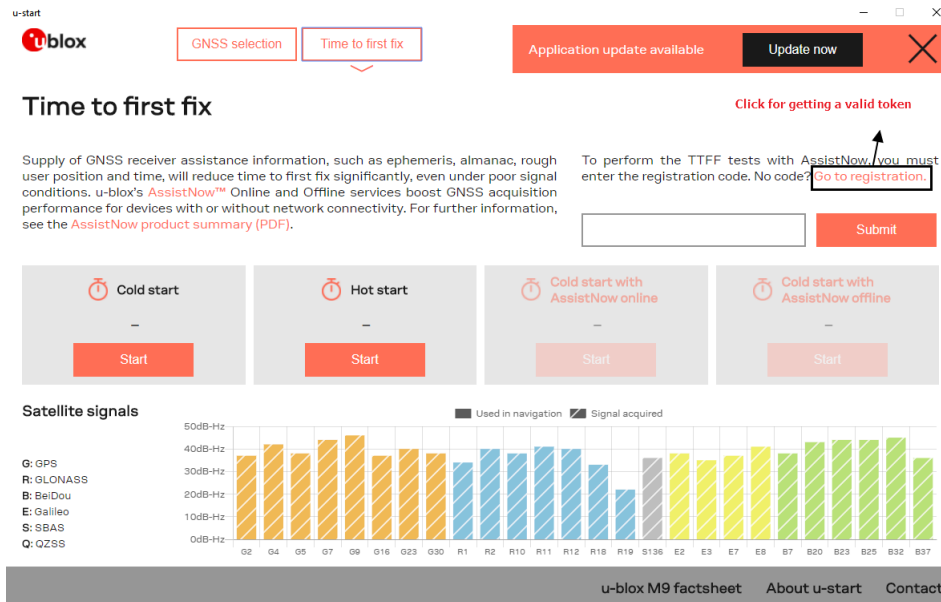 u-start
ublox
GNSS selection
Time to first fix
Application update available
Update now
Time to first fix
Click for getting a valid token
Supply of GNSS receiver assistance information, such as ephemeris, almanac, rough
user position and time, will reduce time to first fix significantly, even under poor signal
conditions. u-blox's AssistNow™ Online and Offline services boost GNSS acquisition
performance for devices with or without network connectivity. For further information,
see the AssistNow product summary (PDF).
To perform the TTFF tests with AssistNow, you must
enter the registration code. No code? Go to registration.
Submit
Cold start
–
Start
Hot start
–
Start
Cold start with
AssistNow online
–
Start
Cold start with
AssistNow offline
–
Start
Satellite signals
Used in navigation
Signal acquired
G: GPS
R: GLONASS
B: BeiDou
E: Galileo
S: SBAS
Q: QZSS
50dB-Hz
40dB-Hz
30dB-Hz
20dB-Hz
10dB-Hz
0dB-Hz
G2 G4 G5 G7 G9 G16 G23 G30 R1 R2 R10 R11 R12 R18 R19 S136 E2 E3 E7 E8 B7 B20 B23 B25 B32 B37
u-blox M9 factsheet
About u-start
Contact